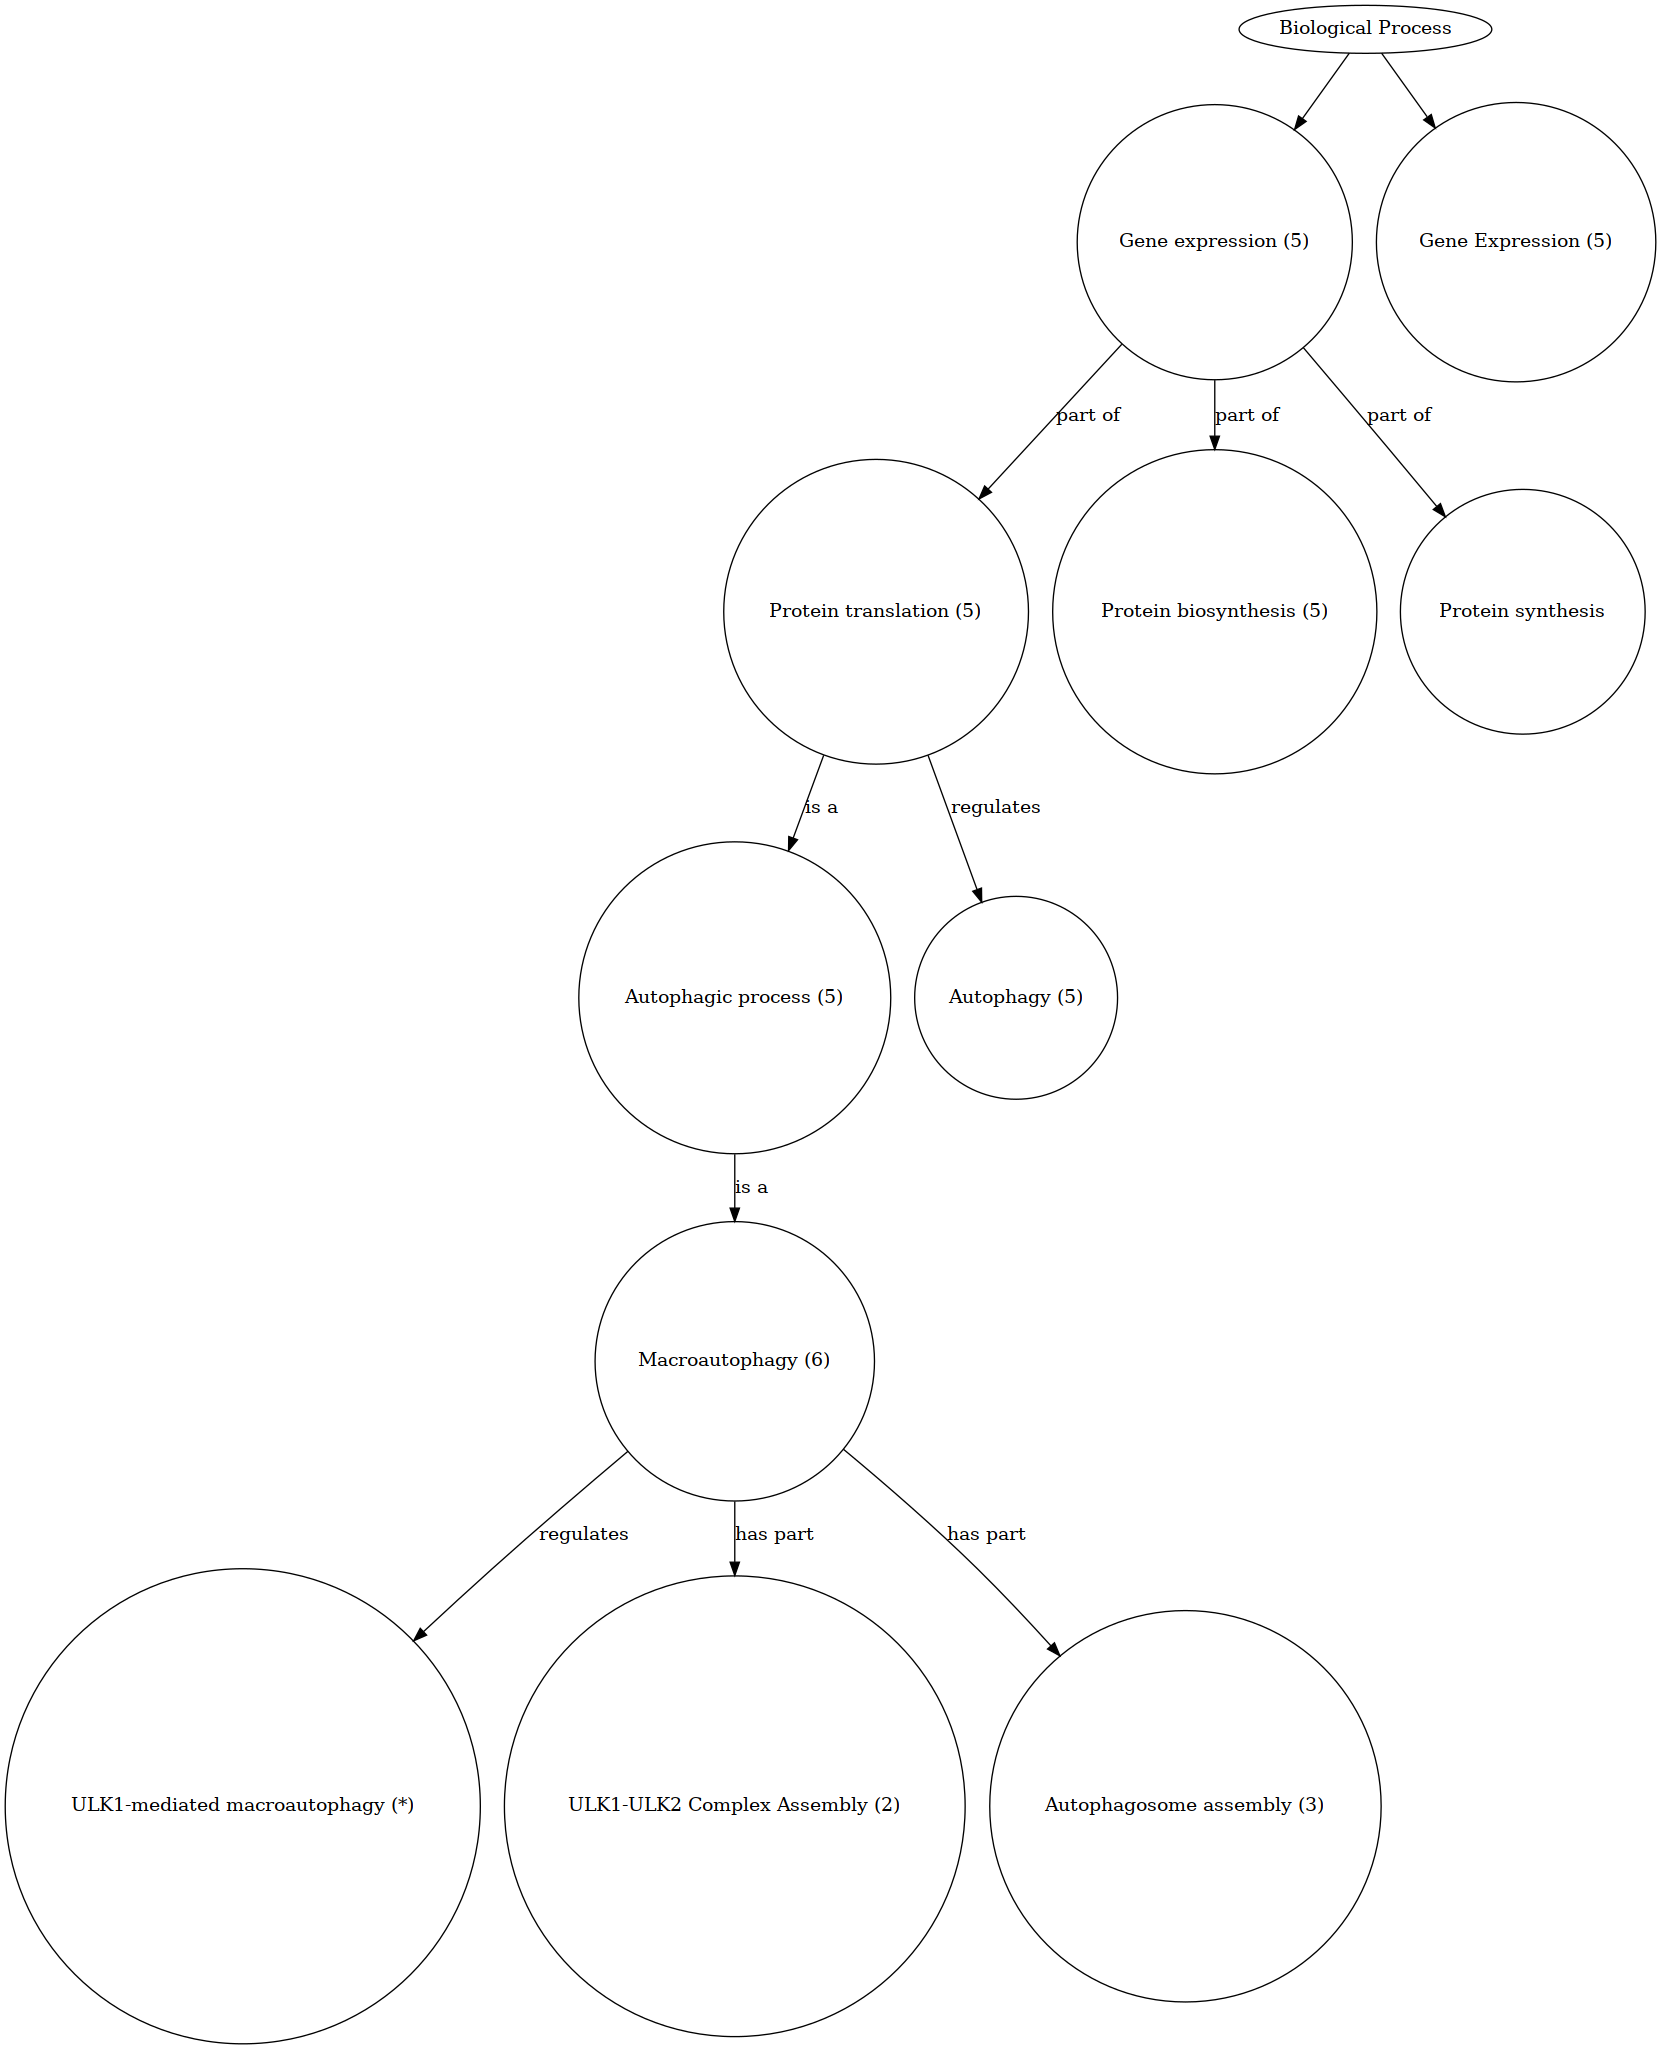 Biological Process
Gene expression (5)
Gene Expression (5)
part of
part of
part of
Protein translation (5)
Protein biosynthesis (5)
Protein synthesis
is a
regulates
Autophagic process (5)
Autophagy (5)
is a
Macroautophagy (6)
regulates
has part
has part
ULK1-mediated macroautophagy (*)
ULK1-ULK2 Complex Assembly (2)
Autophagosome assembly (3)